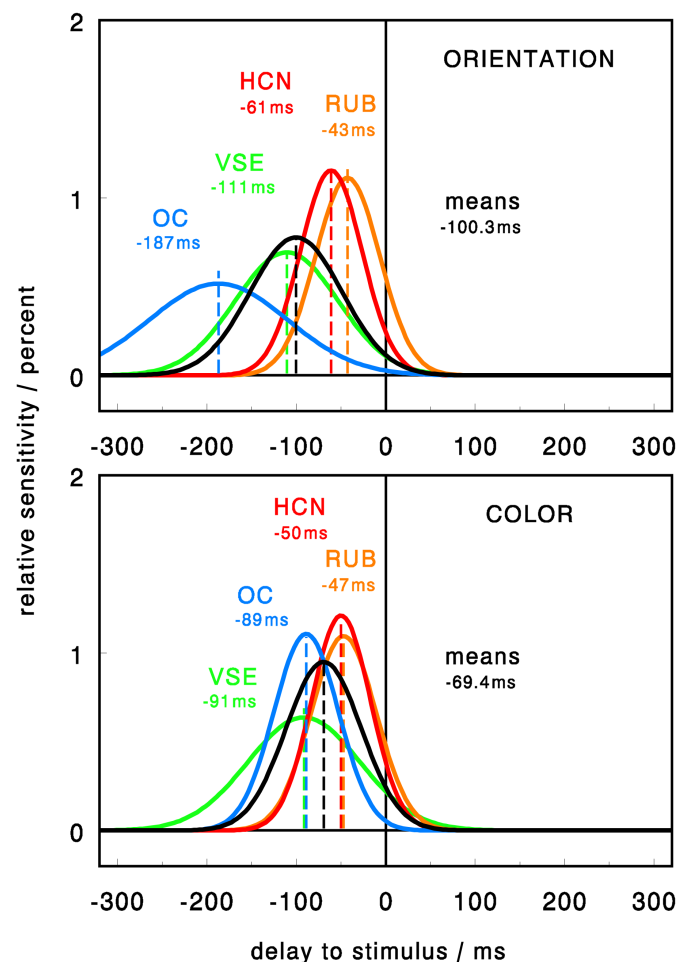 2
ORIENTATION
HCN
-61ms
RUB
-43ms
VSE
-111ms
1
means
-100.3ms
OC
-187ms
0
-300 -200 -100 0 100 200 300
relative sensitivity / percent
2
HCN
-50ms
COLOR
RUB
-47ms
OC
-89ms
1
means
-69.4ms
VSE
-91ms
0
-300 -200 -100 0 100 200 300
delay to stimulus / ms